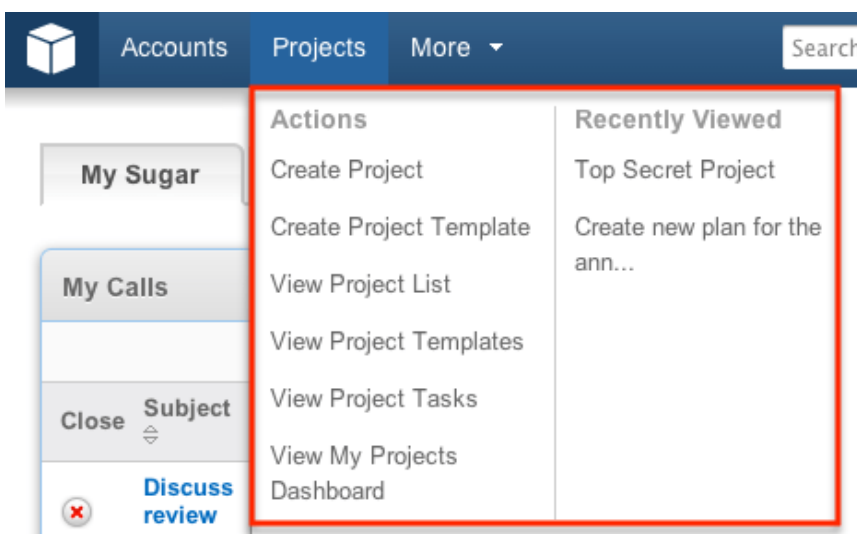 Accounts Projects More Search
Actions
Create Project
Create Project Template
View Project List
View Project Templates
View Project Tasks
View My Projects
Dashboard
Recently Viewed
Top Secret Project
Create new plan for the
ann...
My Sugar
My Calls
Close Subject
Discuss
review